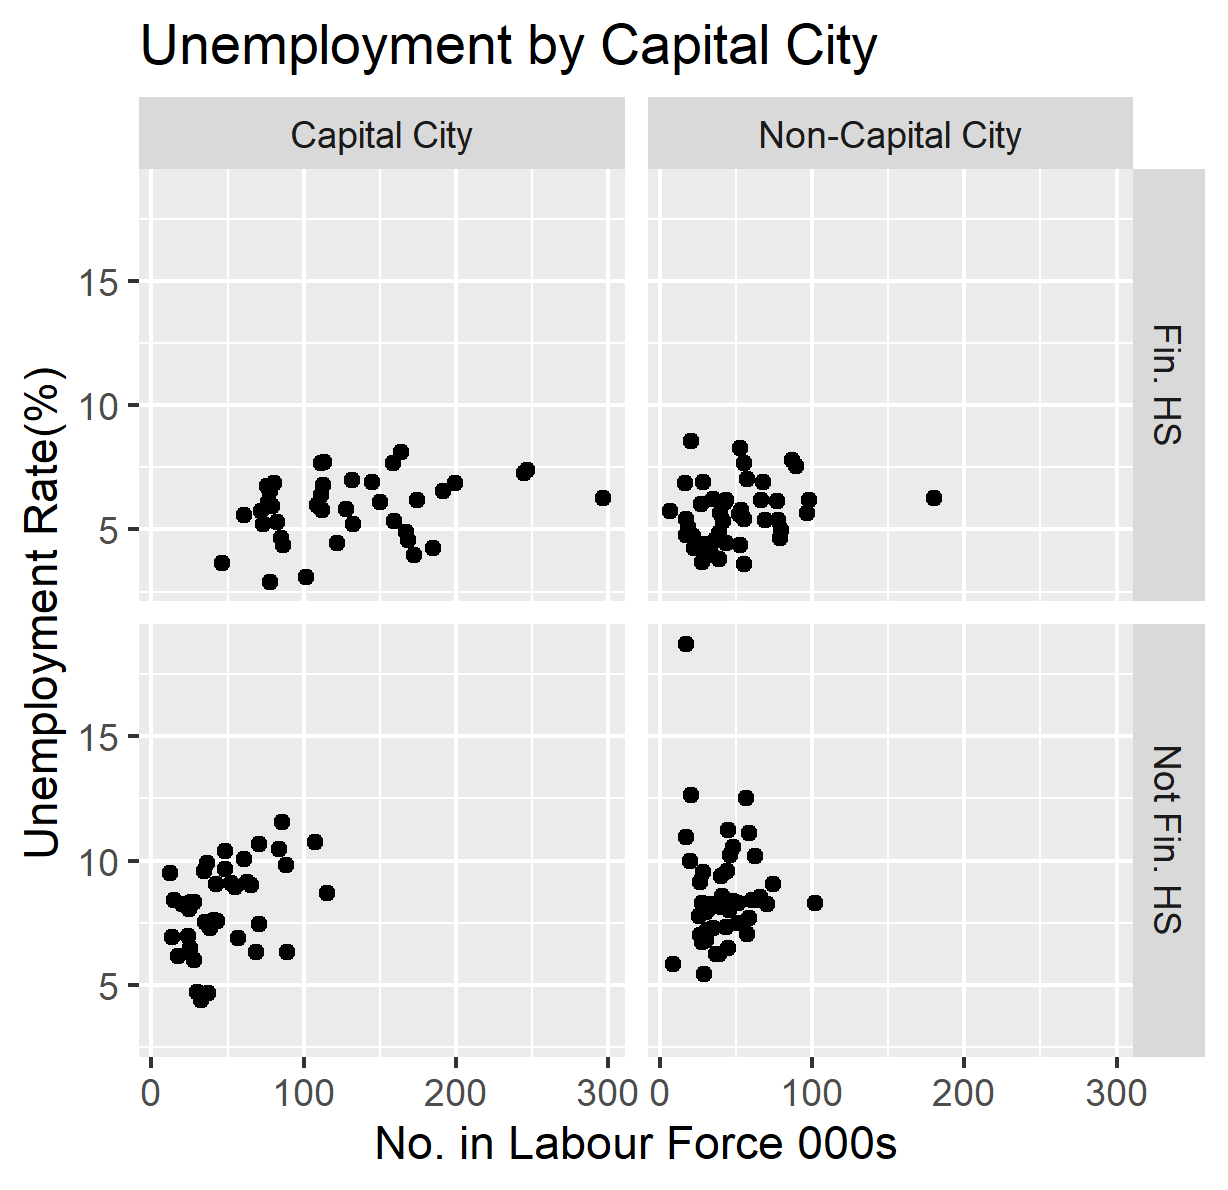 Unemployment by Capital City
Capital City
Non-Capital City
Fin. HS
Not Fin. HS
Unemployment Rate(%)
15
10
5
15
10
5
0 100 200 300
0 100 200 300
No. in Labour Force 000s